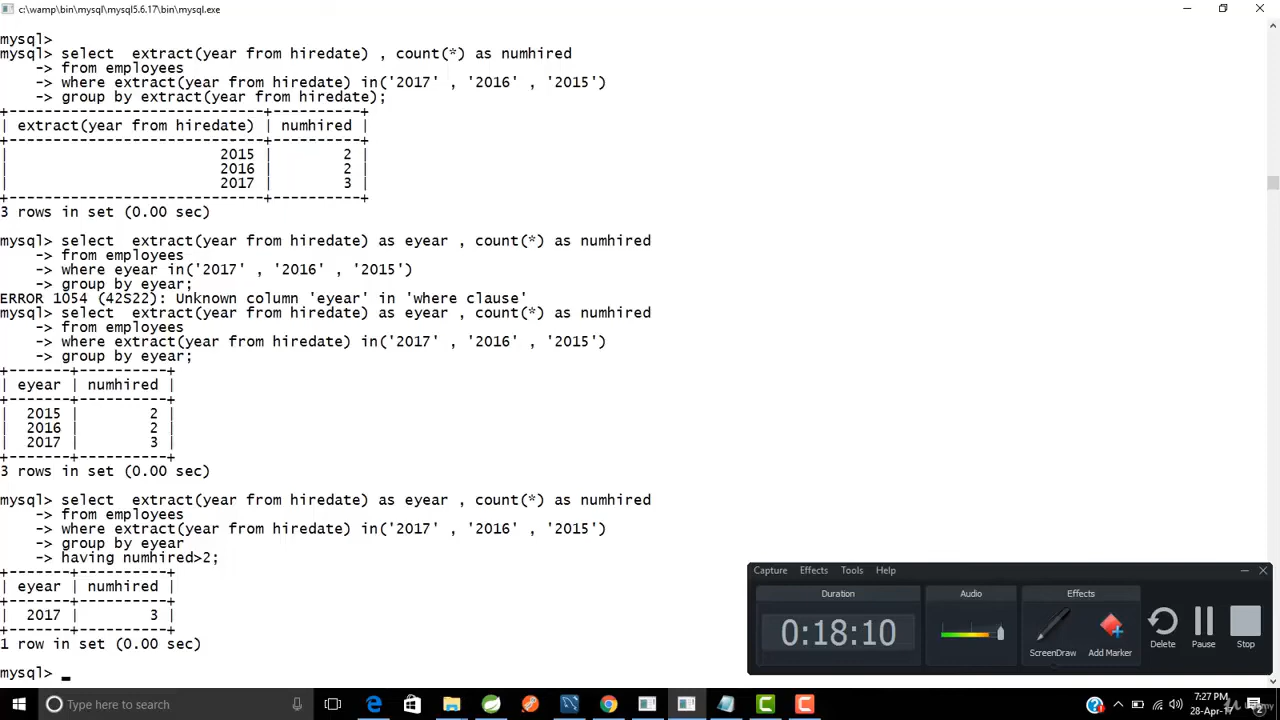 c:\wamp\bin\mysql\mysql5.6.17\bin\mysql.exe
mysql>
mysql> select  extract(year from hiredate) , count(*) as numhired
    -> from employees
    -> where extract(year from hiredate) in('2017' , '2016' , '2015')
    -> group by extract(year from hiredate);
+-----------------------------+----------+
| extract(year from hiredate) | numhired |
+-----------------------------+----------+
|                        2015 |        2 |
|                        2016 |        2 |
|                        2017 |        3 |
+-----------------------------+----------+
3 rows in set (0.00 sec)
mysql> select  extract(year from hiredate) as eyear , count(*) as numhired
    -> from employees
    -> where eyear in('2017' , '2016' , '2015')
    -> group by eyear;
ERROR 1054 (42S22): Unknown column 'eyear' in 'where clause'
mysql> select  extract(year from hiredate) as eyear , count(*) as numhired
    -> from employees
    -> where extract(year from hiredate) in('2017' , '2016' , '2015')
    -> group by eyear;
+-------+----------+
| eyear | numhired |
+-------+----------+
|  2015 |        2 |
|  2016 |        2 |
|  2017 |        3 |
+-------+----------+
3 rows in set (0.00 sec)
mysql> select  extract(year from hiredate) as eyear , count(*) as numhired
    -> from employees
    -> where extract(year from hiredate) in('2017' , '2016' , '2015')
    -> group by eyear
    -> having numhired>2;
+-------+----------+
| eyear | numhired |
+-------+----------+
|  2017 |        3 |
+-------+----------+
1 row in set (0.00 sec)
mysql> _
Capture Effects Tools Help
Duration Audio Effects
0:18:10
ScreenDraw Add Marker Delete Pause Stop
Type here to search
7:27 PM